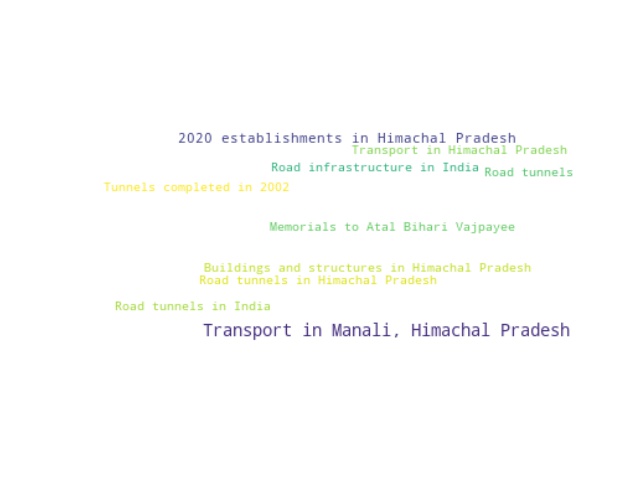 2020 establishments in Himachal Pradesh
Transport in Himachal Pradesh
Road infrastructure in India
Road tunnels
Tunnels completed in 2002
Memorials to Atal Bihari Vajpayee
Buildings and structures in Himachal Pradesh
Road tunnels in Himachal Pradesh
Road tunnels in India
Transport in Manali, Himachal Pradesh